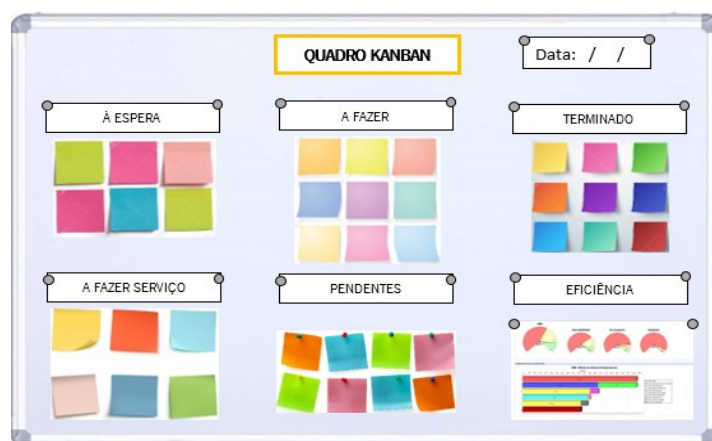 QUADRO KANBAN
Data: / /
À ESPERA
A FAZER
TERMINADO
A FAZER SERVIÇO
PENDENTES
EFICIÊNCIA